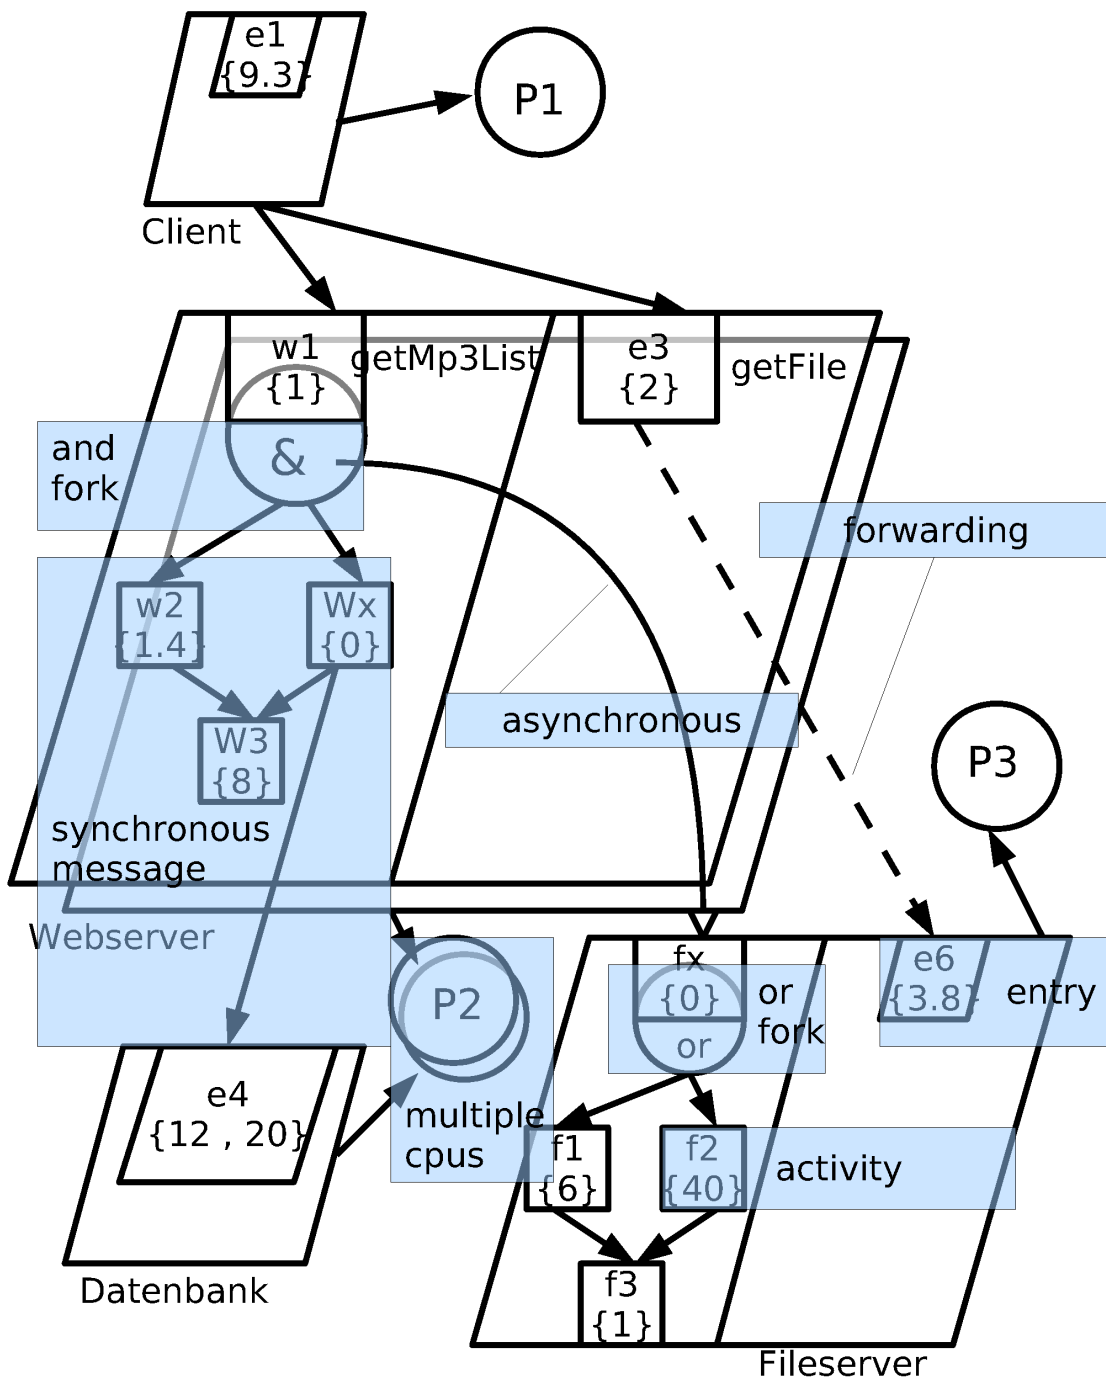 e1
{9.3}
P1
Client
w1
{1}
getMp3List
e3
{2}
getFile
and
fork
&
forwarding
w2
{1.4}
Wx
{0}
asynchronous
W3
{8}
P3
synchronous
message
Webserver
P2
fx
{0}
or
or
fork
e6
{3.8}
entry
e4
{12 , 20}
multiple
cpus
f1
{6}
f2
{40}
activity
Datenbank
f3
{1}
Fileserver